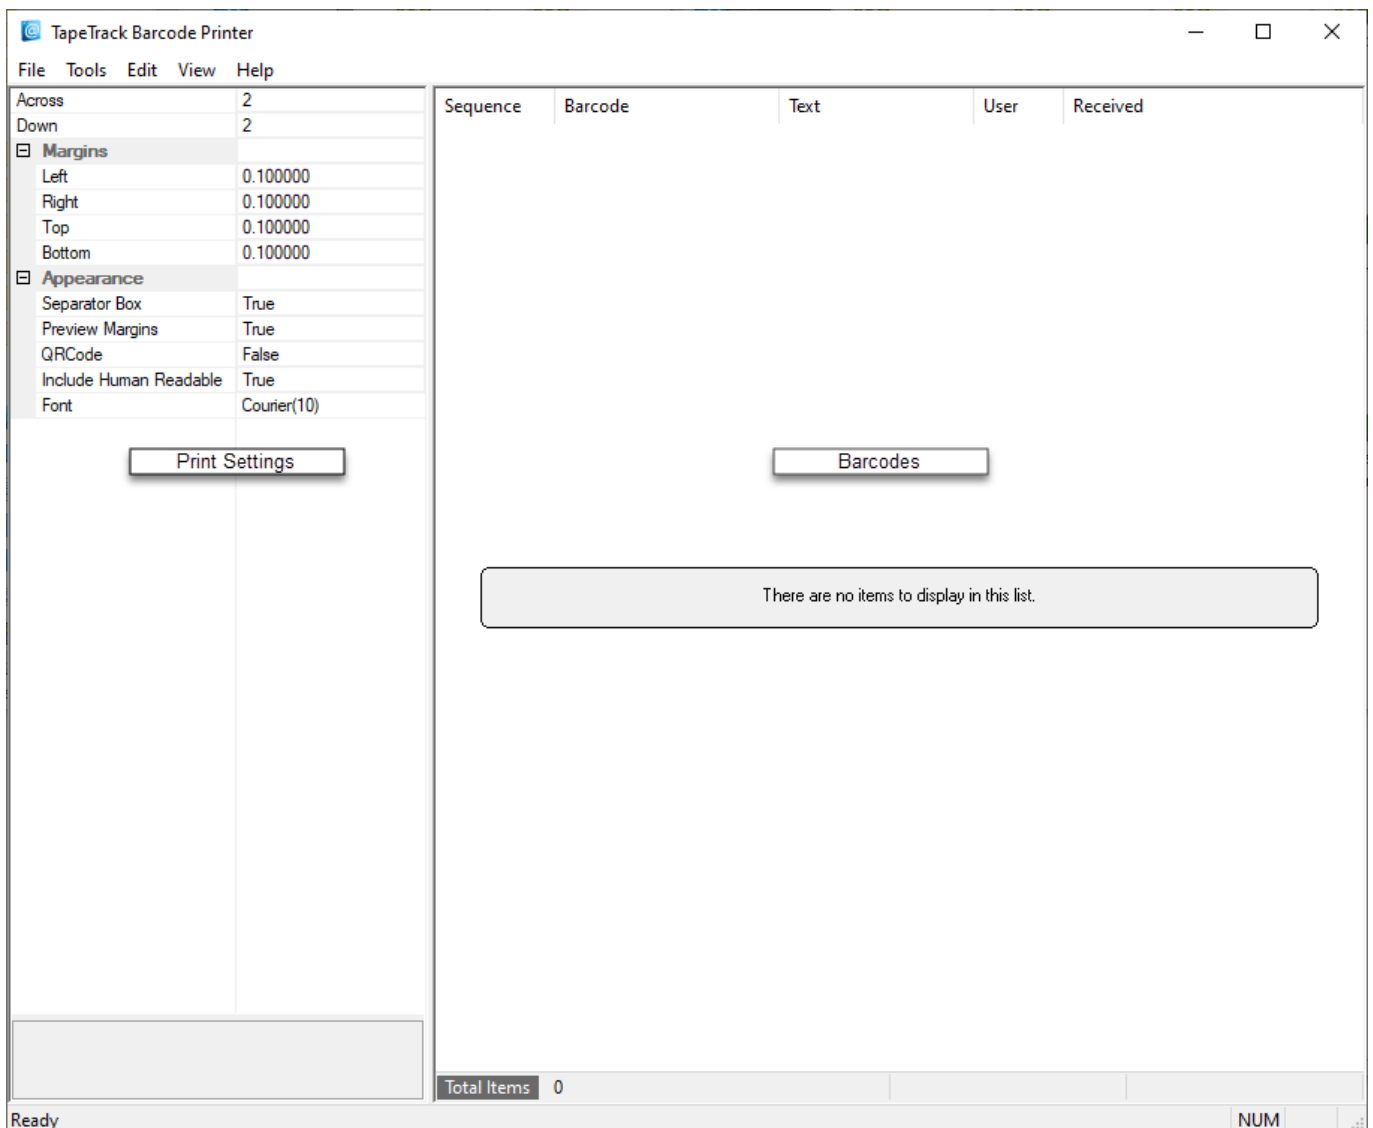 TapeTrack Barcode Printer
File Tools Edit View Help
Across 2
Down 2
Margins
Left 0.100000
Right 0.100000
Top 0.100000
Bottom 0.100000
Appearance
Separator Box True
Preview Margins True
QRCode False
Include Human Readable True
Font Courier(10)
Print Settings
Sequence Barcode Text User Received
Barcodes
There are no items to display in this list.
Total Items 0
Ready NUM